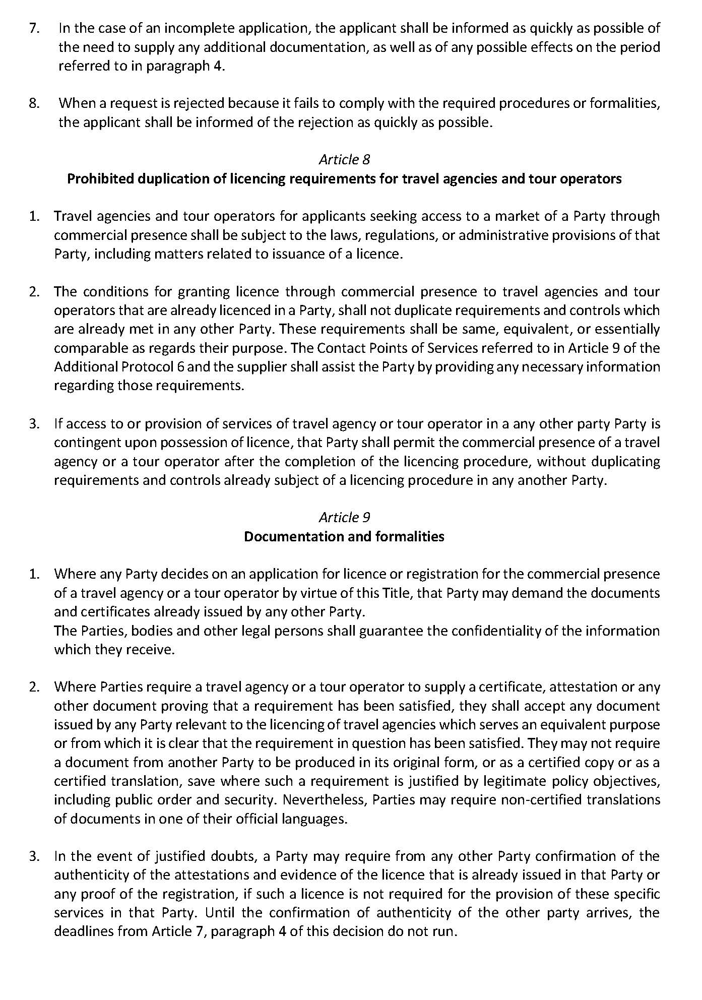 7. In the case of an incomplete application, the applicant shall be informed as quickly as possible of
the need to supply any additional documentation, as well as of any possible effects on the period
referred to in paragraph 4.
8. When a request is rejected because it fails to comply with the required procedures or formalities,
the applicant shall be informed of the rejection as quickly as possible.
Article 8
Prohibited duplication of licencing requirements for travel agencies and tour operators
1. Travel agencies and tour operators for applicants seeking access to a market of a Party through
commercial presence shall be subject to the laws, regulations, or administrative provisions of that
Party, including matters related to issuance of a licence.
2. The conditions for granting licence through commercial presence to travel agencies and tour
operators that are already licenced in a Party, shall not duplicate requirements and controls which
are already met in any other Party. These requirements shall be same, equivalent, or essentially
comparable as regards their purpose. The Contact Points of Services referred to in Article 9 of the
Additional Protocol 6 and the supplier shall assist the Party by providing any necessary information
regarding those requirements.
3. If access to or provision of services of travel agency or tour operator in a any other party Party is
contingent upon possession of licence, that Party shall permit the commercial presence of a travel
agency or a tour operator after the completion of the licencing procedure, without duplicating
requirements and controls already subject of a licencing procedure in any another Party.
Article 9
Documentation and formalities
1. Where any Party decides on an application for licence or registration for the commercial presence
of a travel agency or a tour operator by virtue of this Title, that Party may demand the documents
and certificates already issued by any other Party.
The Parties, bodies and other legal persons shall guarantee the confidentiality of the information
which they receive.
2. Where Parties require a travel agency or a tour operator to supply a certificate, attestation or any
other document proving that a requirement has been satisfied, they shall accept any document
issued by any Party relevant to the licencing of travel agencies which serves an equivalent purpose
or from which it is clear that the requirement in question has been satisfied. They may not require
a document from another Party to be produced in its original form, or as a certified copy or as a
certified translation, save where such a requirement is justified by legitimate policy objectives,
including public order and security. Nevertheless, Parties may require non-certified translations
of documents in one of their official languages.
3. In the event of justified doubts, a Party may require from any other Party confirmation of the
authenticity of the attestations and evidence of the licence that is already issued in that Party or
any proof of the registration, if such a licence is not required for the provision of these specific
services in that Party. Until the confirmation of authenticity of the other party arrives, the
deadlines from Article 7, paragraph 4 of this decision do not run.